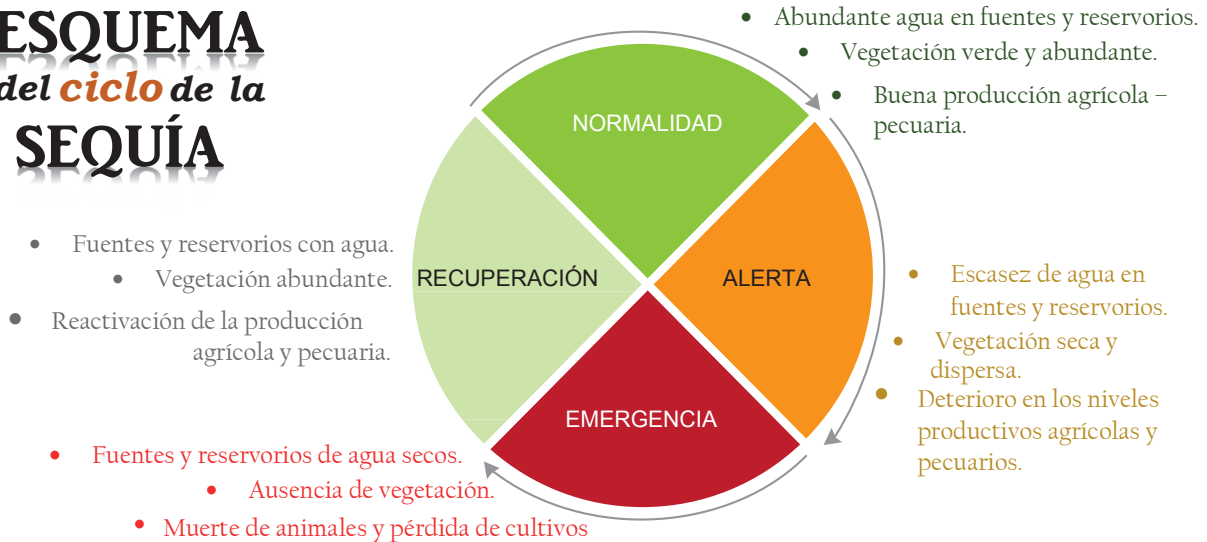 ESQUEMA
del ciclo de la
SEQUÍA
• Abundante agua en fuentes y reservorios.
• Vegetación verde y abundante.
• Buena producción agrícola –
pecuaria.
NORMALIDAD
ALERTA
• Escasez de agua en
fuentes y reservorios.
• Vegetación seca y
dispersa.
• Deterioro en los niveles
productivos agrícolas y
pecuarios.
EMERGENCIA
• Fuentes y reservorios de agua secos.
• Ausencia de vegetación.
• Muerte de animales y pérdida de cultivos
RECUPERACIÓN
• Fuentes y reservorios con agua.
• Vegetación abundante.
• Reactivación de la producción
agrícola y pecuaria.